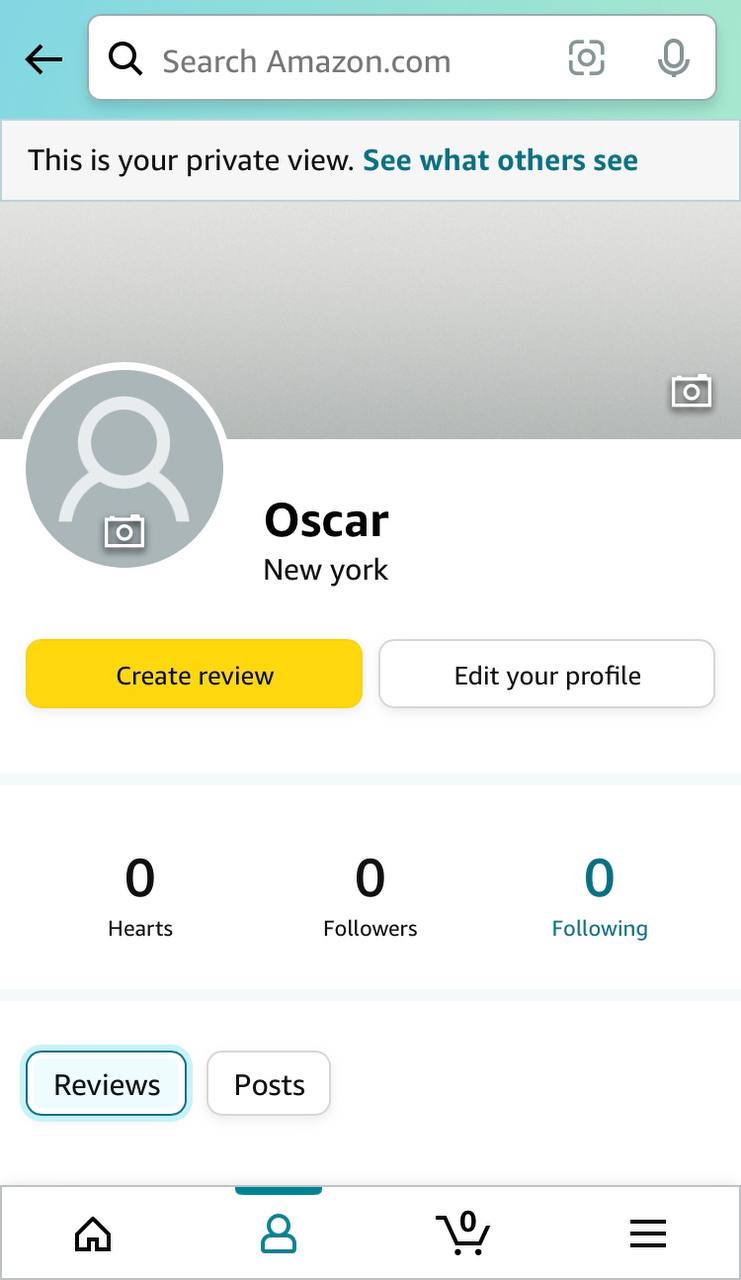 Search Amazon.com
This is your private view. See what others see
Oscar
New york
Create review
Edit your profile
0
Hearts
0
Followers
0
Following
Reviews
Posts
0